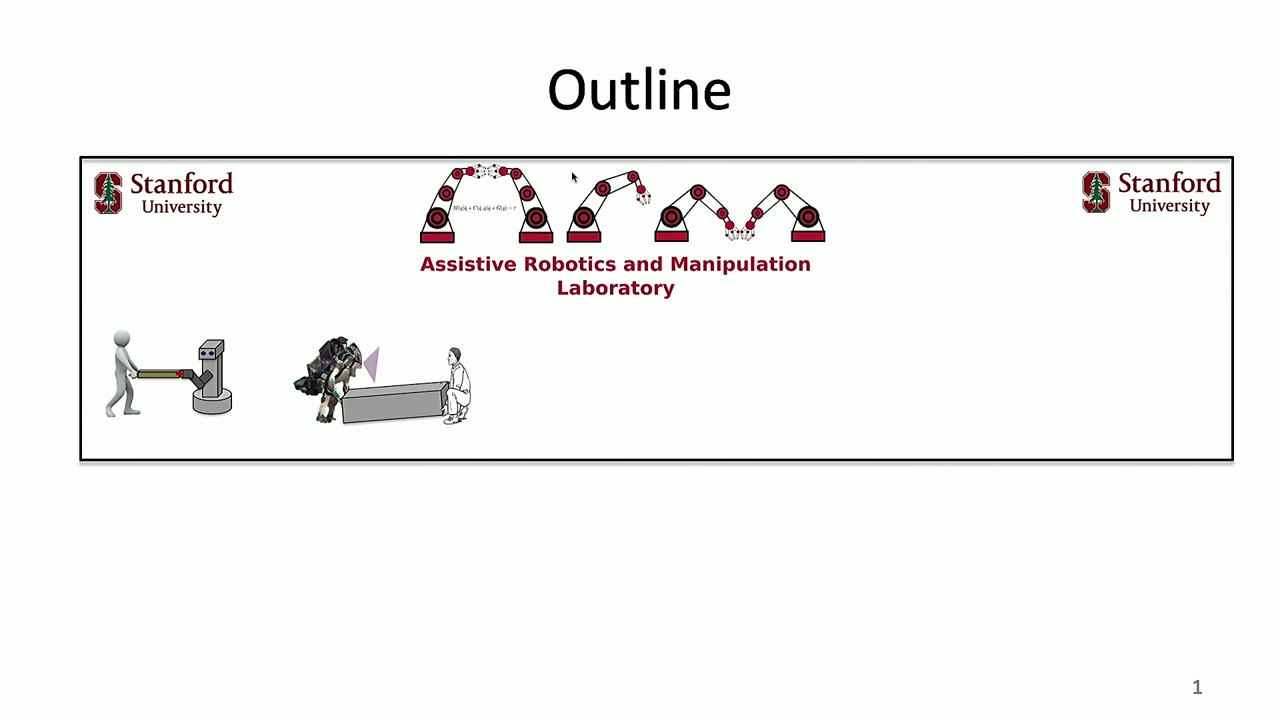 Outline
Stanford
University
Stanford
University
Assistive Robotics and Manipulation
Laboratory
1